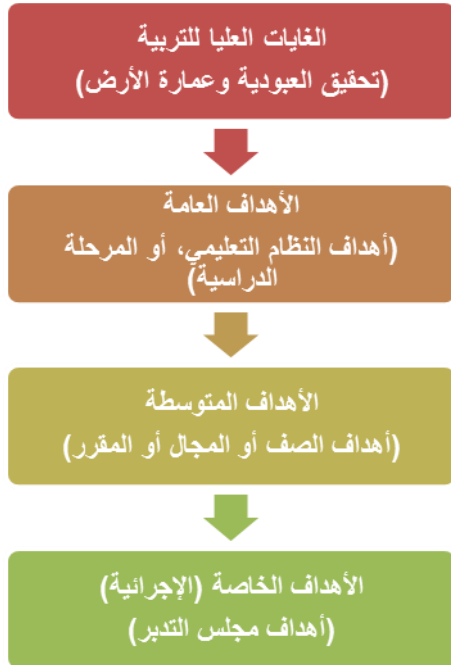 الغايات العليا للتربية
(تحقيق العبودية وعمارة الأرض)
الأهداف العامة
(أهداف النظام التعليمي، أو المرحلة
الدراسية)
الأهداف المتوسطة
(أهداف الصف أو المجال أو المقرر)
الأهداف الخاصة (الإجرائية)
(أهداف مجلس التدبر)